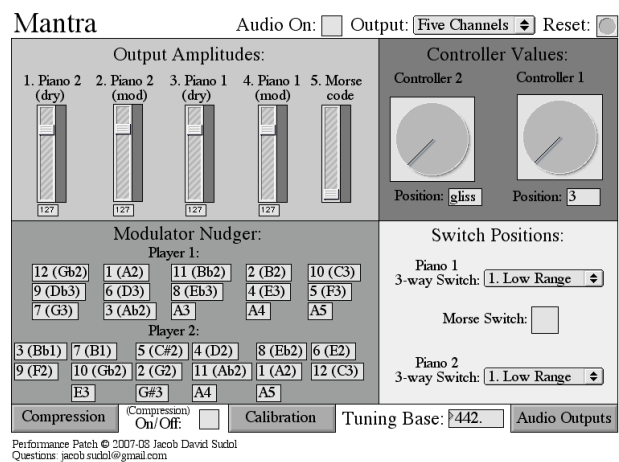 Mantra Audio On: Output: Five Channels Reset:
Output Amplitudes:
1. Piano 2 (dry)
2. Piano 2 (mod)
3. Piano 1 (dry)
4. Piano 1 (mod)
5. Morse code
127 127 127 127
Controller Values:
Controller 2 Controller 1
Position: gliss Position: 3
Modulator Nudger:
Player 1:
12 (Gb2) 1 (A2) 11 (Bb2) 2 (B2) 10 (C3)
9 (Db3) 6 (D3) 8 (Eb3) 4 (E3) 5 (F3)
7 (G3) 3 (Ab2) A3 A4 A5
Player 2:
3 (Bb1) 7 (B1) 5 (C#2) 4 (D2) 8 (Eb2) 6 (E2)
9 (F2) 10 (Gb2) 2 (G2) 11 (Ab2) 1 (A2) 12 (C3)
E3 G#3 A4 A5
Switch Positions:
Piano 1
3-way Switch: 1. Low Range
Morse Switch:
Piano 2
3-way Switch: 1. Low Range
Compression (Compression) On/Off: Calibration Tuning Base: 442. Audio Outputs
Performance Patch © 2007-08 Jacob David Sudol
Questions: jacob.sudol@gmail.com